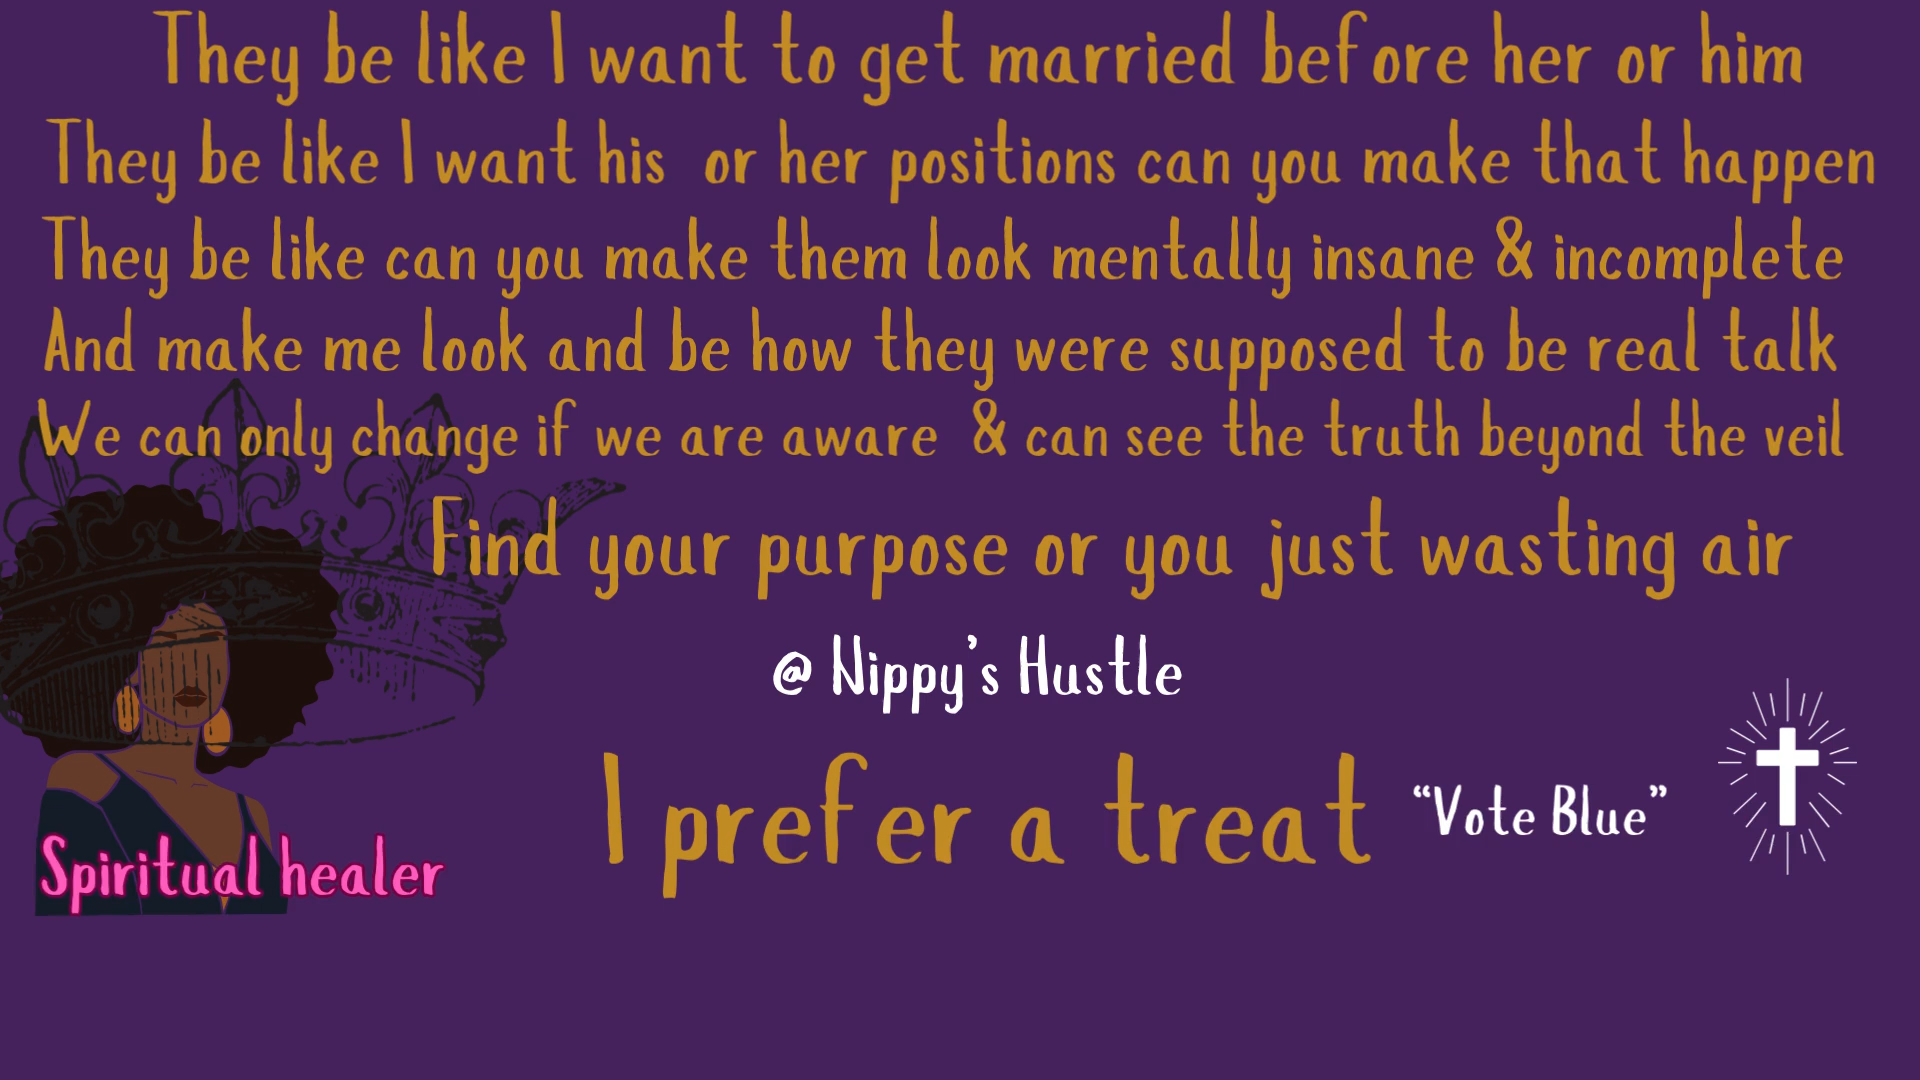 They be like I want to get married before her or him
They be like I want his or her positions can you make that happen
They be like can you make them look mentally insane & incomplete
And make me look and be how they were supposed to be real talk
We can only change if we are aware & can see the truth beyond the veil
Find your purpose or you just wasting air
@ Nippy's Hustle
I prefer a treat
"Vote Blue"
Spiritual healer